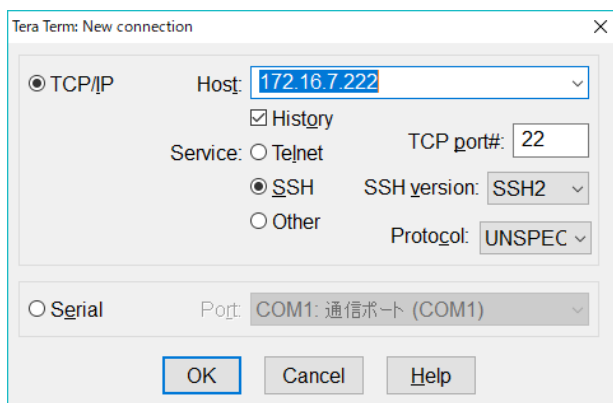 Tera Term: New connection
TCP/IP
Host: 172.16.7.222
History
Service: Telnet
TCP port#: 22
SSH
SSH version: SSH2
Other
Protocol: UNSPEC
Serial
Port: COM1: 通信ポート (COM1)
OK Cancel Help